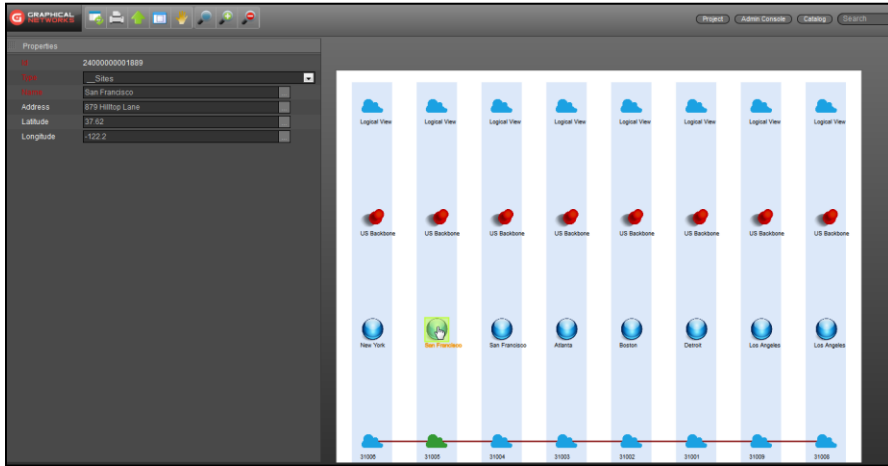 GRAPHICAL
NETWORKS
Project Admin Console Catalog Search
Properties
Id 24000000001889
Type __Sites
Name San Francisco
Address 879 Hilltop Lane
Latitude 37.62
Longitude -122.2
Logical View Logical View Logical View Logical View Logical View Logical View Logical View Logical View
US Backbone US Backbone US Backbone US Backbone US Backbone US Backbone US Backbone US Backbone
New York San Francisco San Francisco Atlanta Boston Detroit Los Angeles Los Angeles
31006 31005 31004 31003 31002 31001 31009 31008